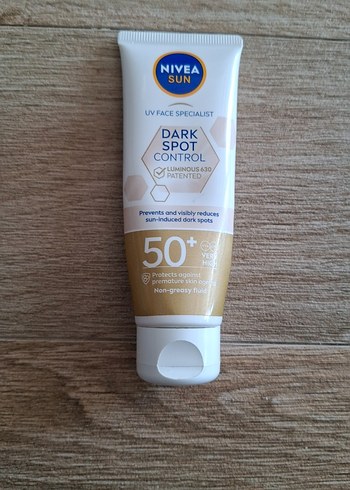 NIVEA
SUN
UV FACE SPECIALIST
DARK
SPOT
CONTROL
LUMINOUS 630
PATENTED
Prevents and visibly reduces
sun-induced dark spots
50+
Protects against
premature skin
Non-greasy fluid